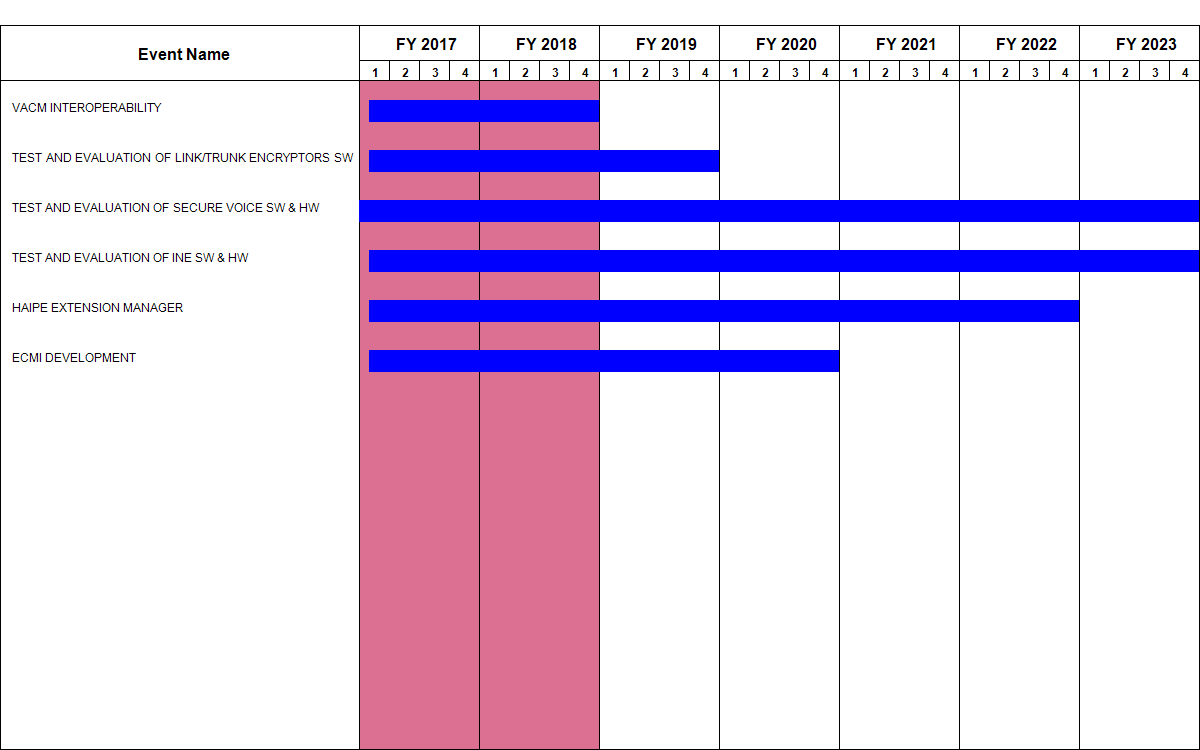 Event Name
FY 2017 FY 2018 FY 2019 FY 2020 FY 2021 FY 2022 FY 2023
1 2 3 4 1 2 3 4 1 2 3 4 1 2 3 4 1 2 3 4 1 2 3 4 1 2 3 4
VACM INTEROPERABILITY
TEST AND EVALUATION OF LINK/TRUNK ENCRYPTORS SW
TEST AND EVALUATION OF SECURE VOICE SW & HW
TEST AND EVALUATION OF INE SW & HW
HAIPE EXTENSION MANAGER
ECMI DEVELOPMENT